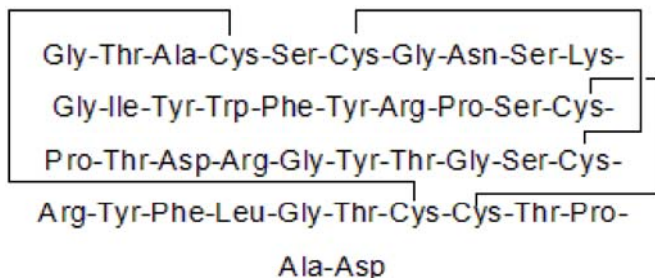 Gly-Thr-Ala-Cys-Ser-Cys-Gly-Asn-Ser-Lys-
Gly-Ile-Tyr-Trp-Phe-Tyr-Arg-Pro-Ser-Cys-
Pro-Thr-Asp-Arg-Gly-Tyr-Thr-Gly-Ser-Cys-
Arg-Tyr-Phe-Leu-Gly-Thr-Cys-Cys-Thr-Pro-
Ala-Asp